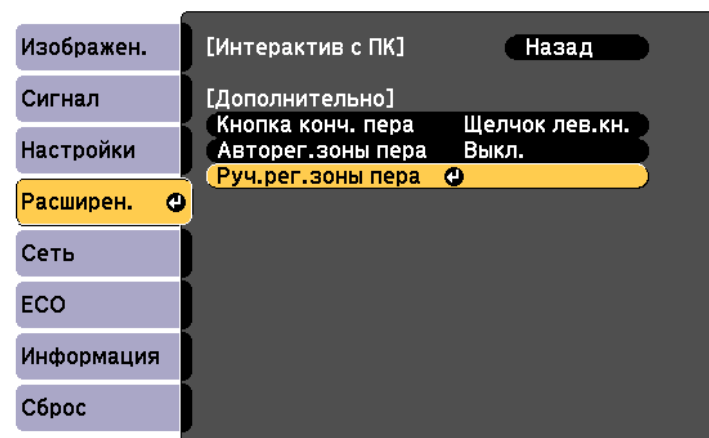 Изображен.
Сигнал
Настройки
Расширен.
Сеть
ECO
Информация
Сброс
[Интерактив с ПК] Назад
[Дополнительно]
Кнопка конч. пера Щелчок лев.кн.
Авторег.зоны пера Выкл.
Руч.рег.зоны пера